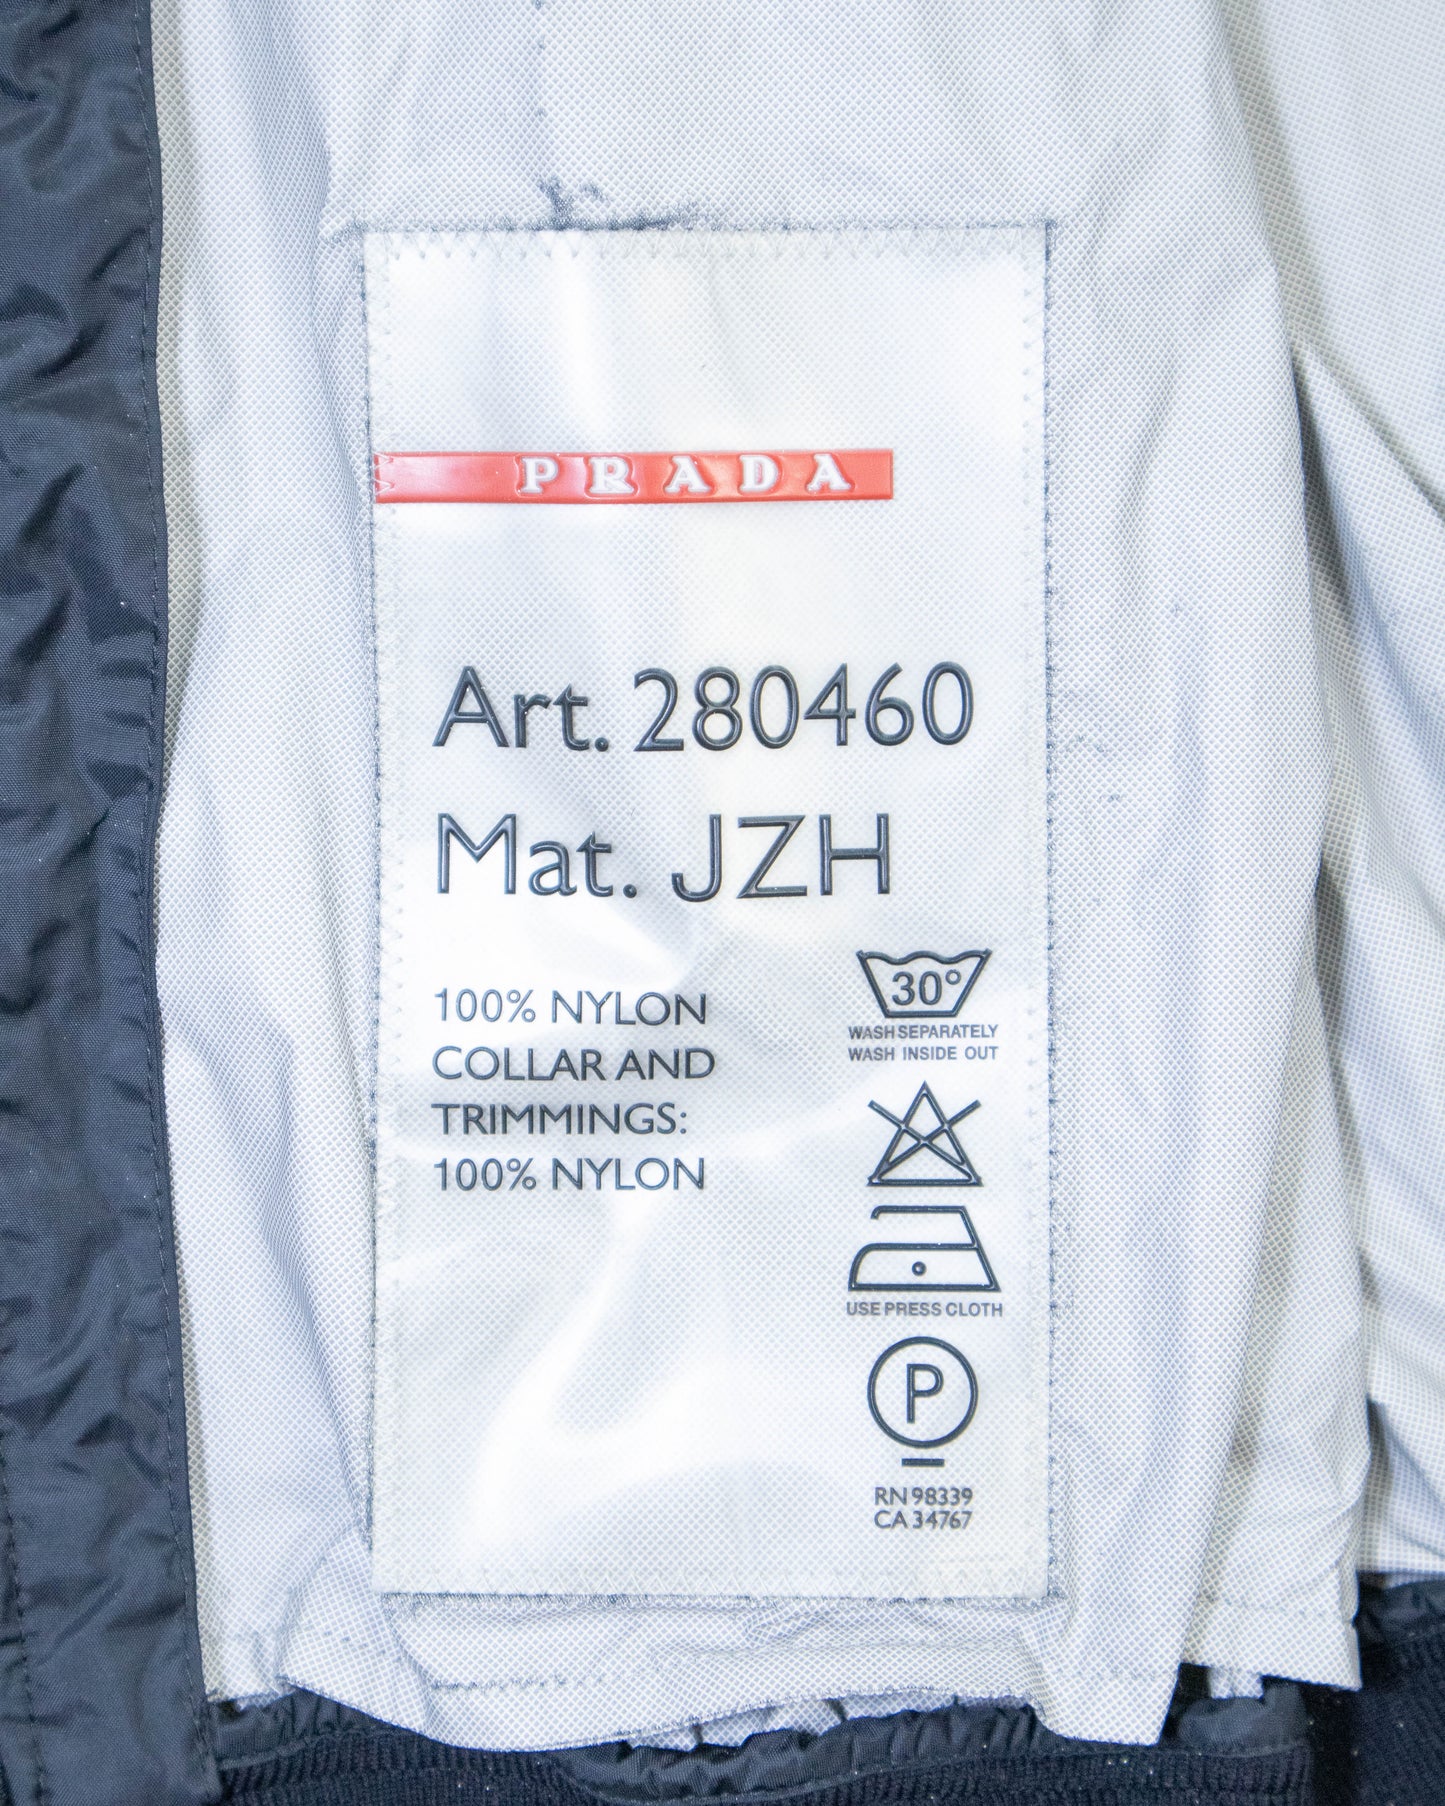 PRADA
Art. 280460
Mat. JZH
100% NYLON
COLLAR AND
TRIMMINGS:
100% NYLON
30°
WASH SEPARATELY
WASH INSIDE OUT
USE PRESS CLOTH
P
RN 98339
CA 34767